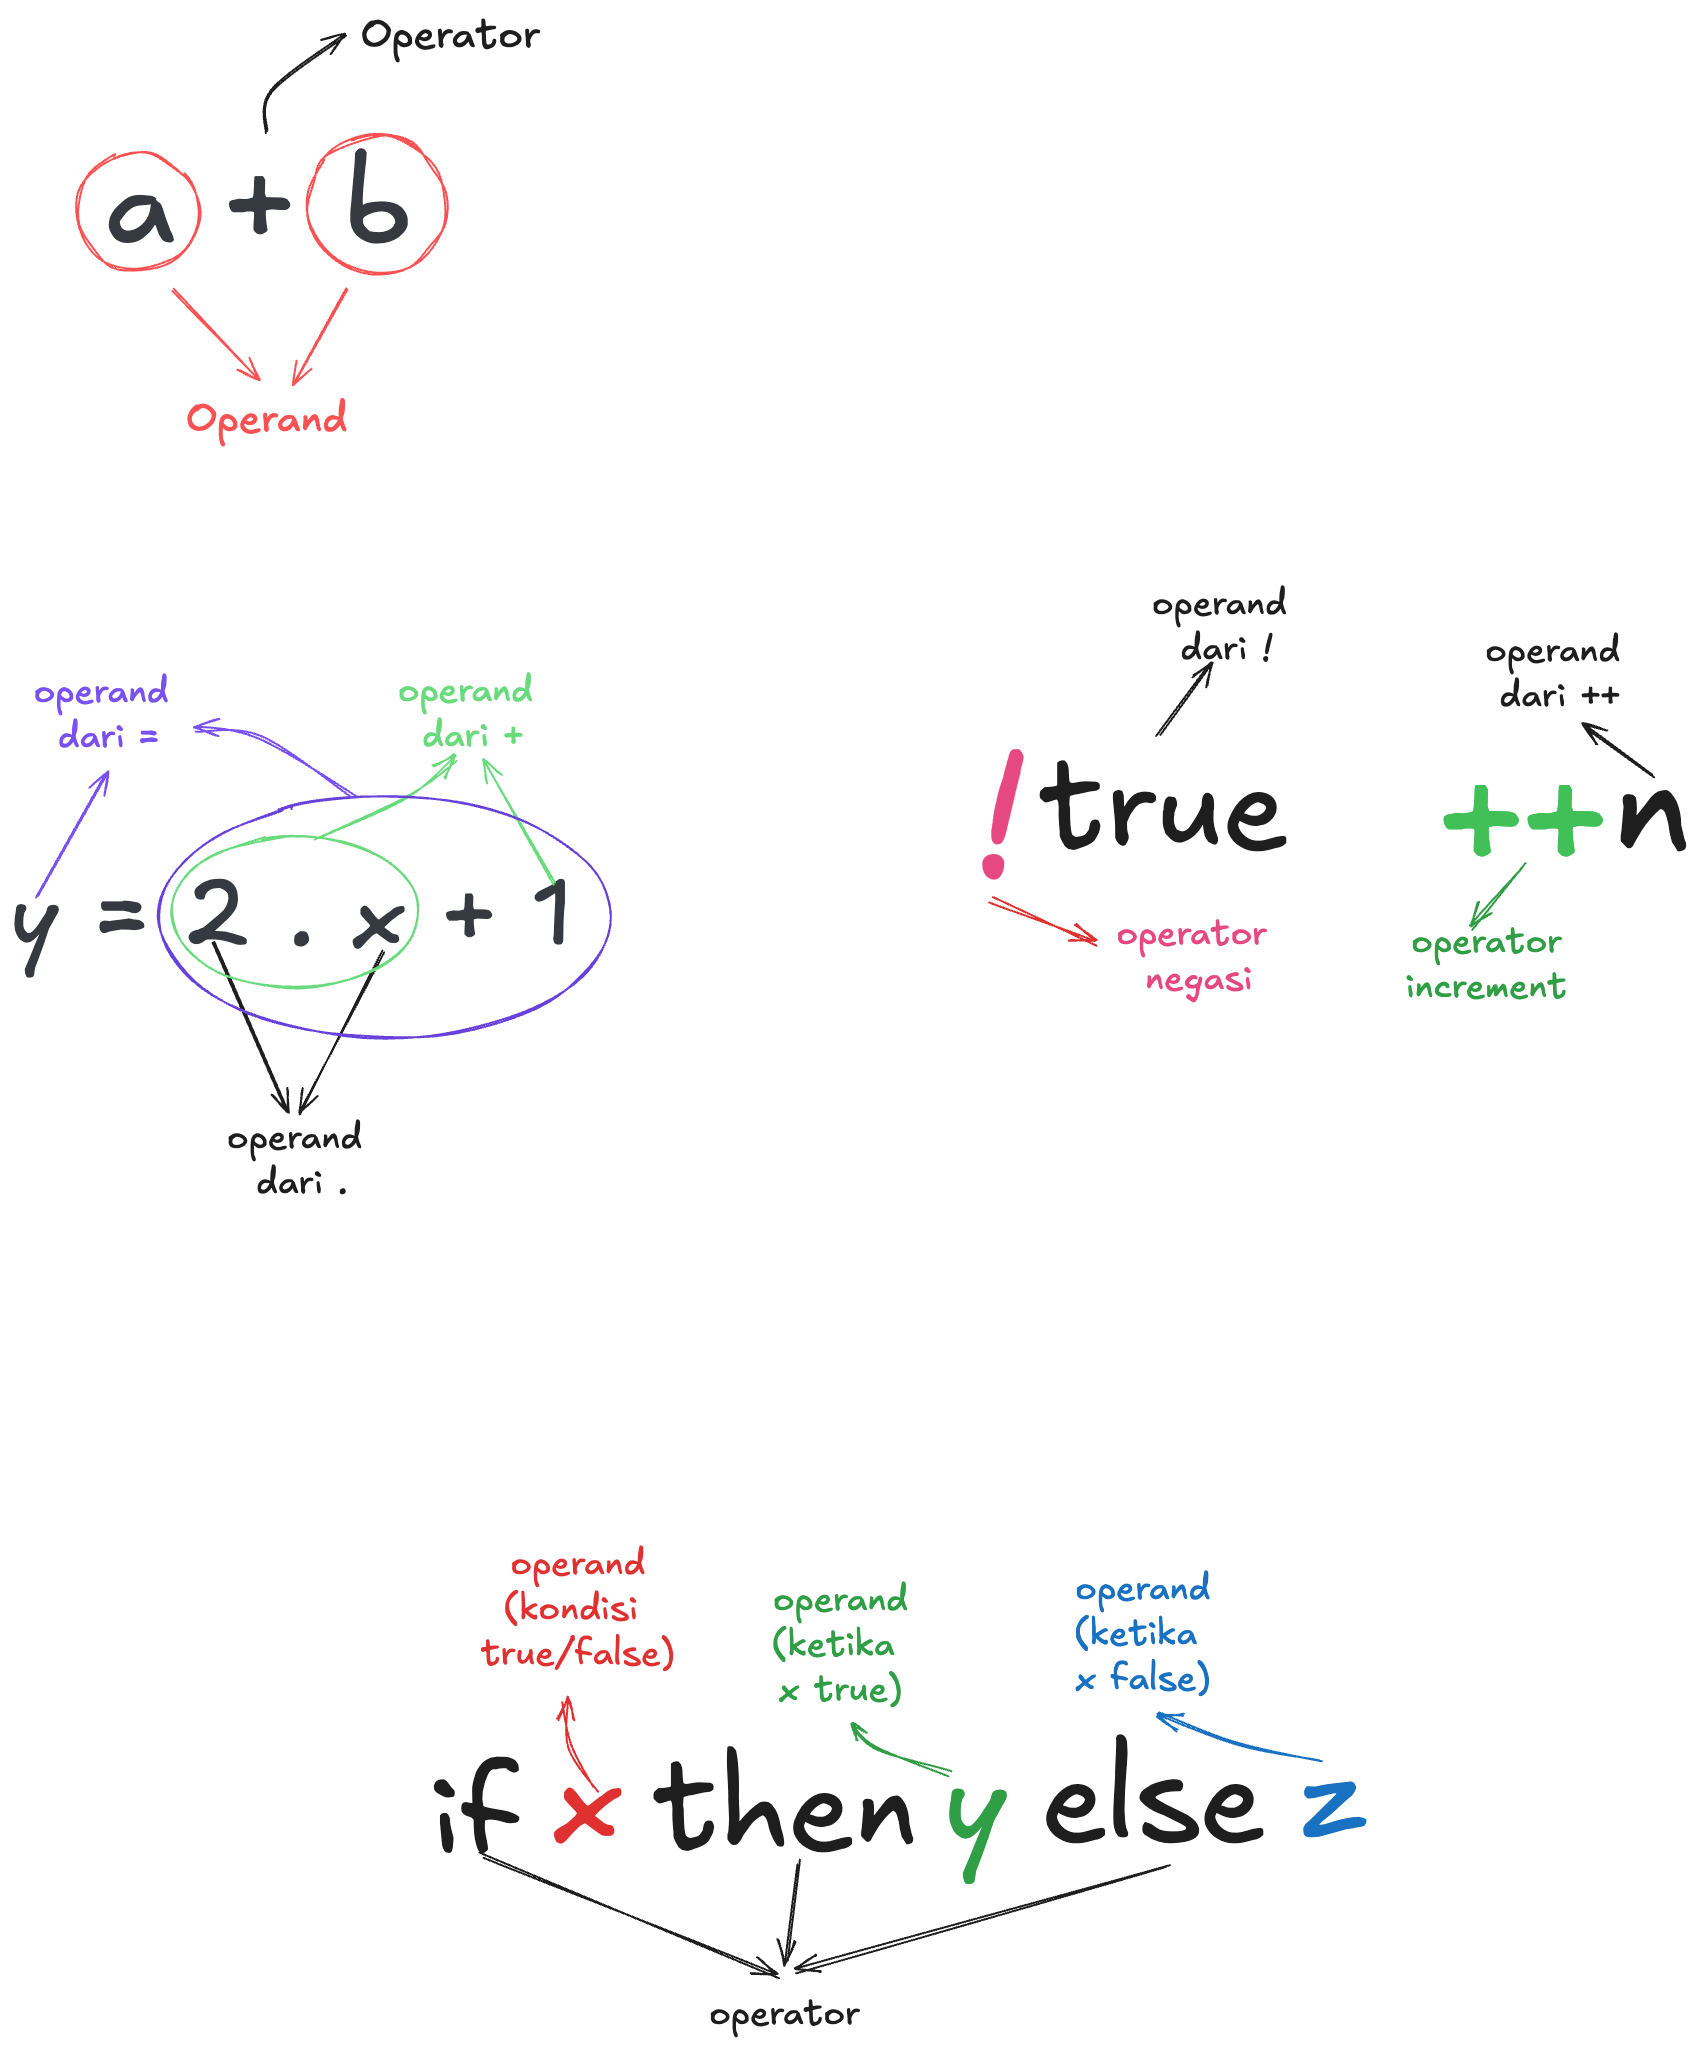 Operator
a + b
Operand
operand
dari =
operand
dari +
y = 2 . x + 1
operand
dari .
operand
dari !
operand
dari ++
!true
++n
operator
negasi
operator
increment
operand
(kondisi
true/false)
operand
(ketika
x true)
operand
(ketika
x false)
if x then y else z
operator